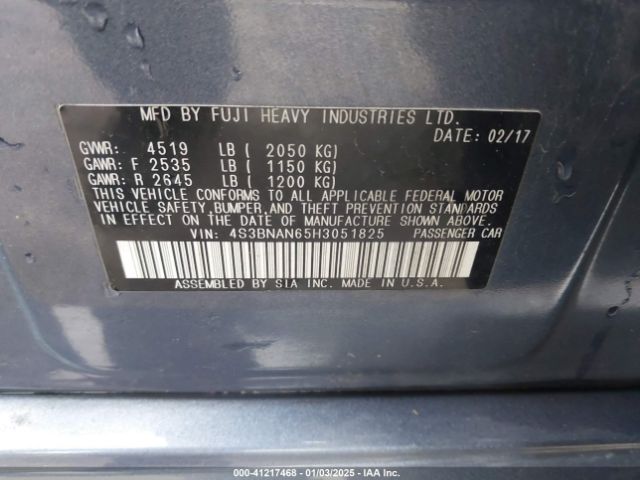 MFD BY FUJI HEAVY INDUSTRIES LTD.
DATE: 02/17
GVWR: 4519 LB ( 2050 KG)
GAWR: F 2535 LB ( 1150 KG)
GAWR: R 2645 LB ( 1200 KG)
THIS VEHICLE CONFORMS TO ALL APPLICABLE FEDERAL MOTOR
VEHICLE SAFETY, BUMPER, AND THEFT PREVENTION STANDARDS
IN EFFECT ON THE DATE OF MANUFACTURE SHOWN ABOVE.
VIN: 4S3BNAN65H3051825 PASSENGER CAR
ASSEMBLED BY SIA INC. MADE IN U.S.A.
000-41217468 - 01/03/2025 - IAA Inc.